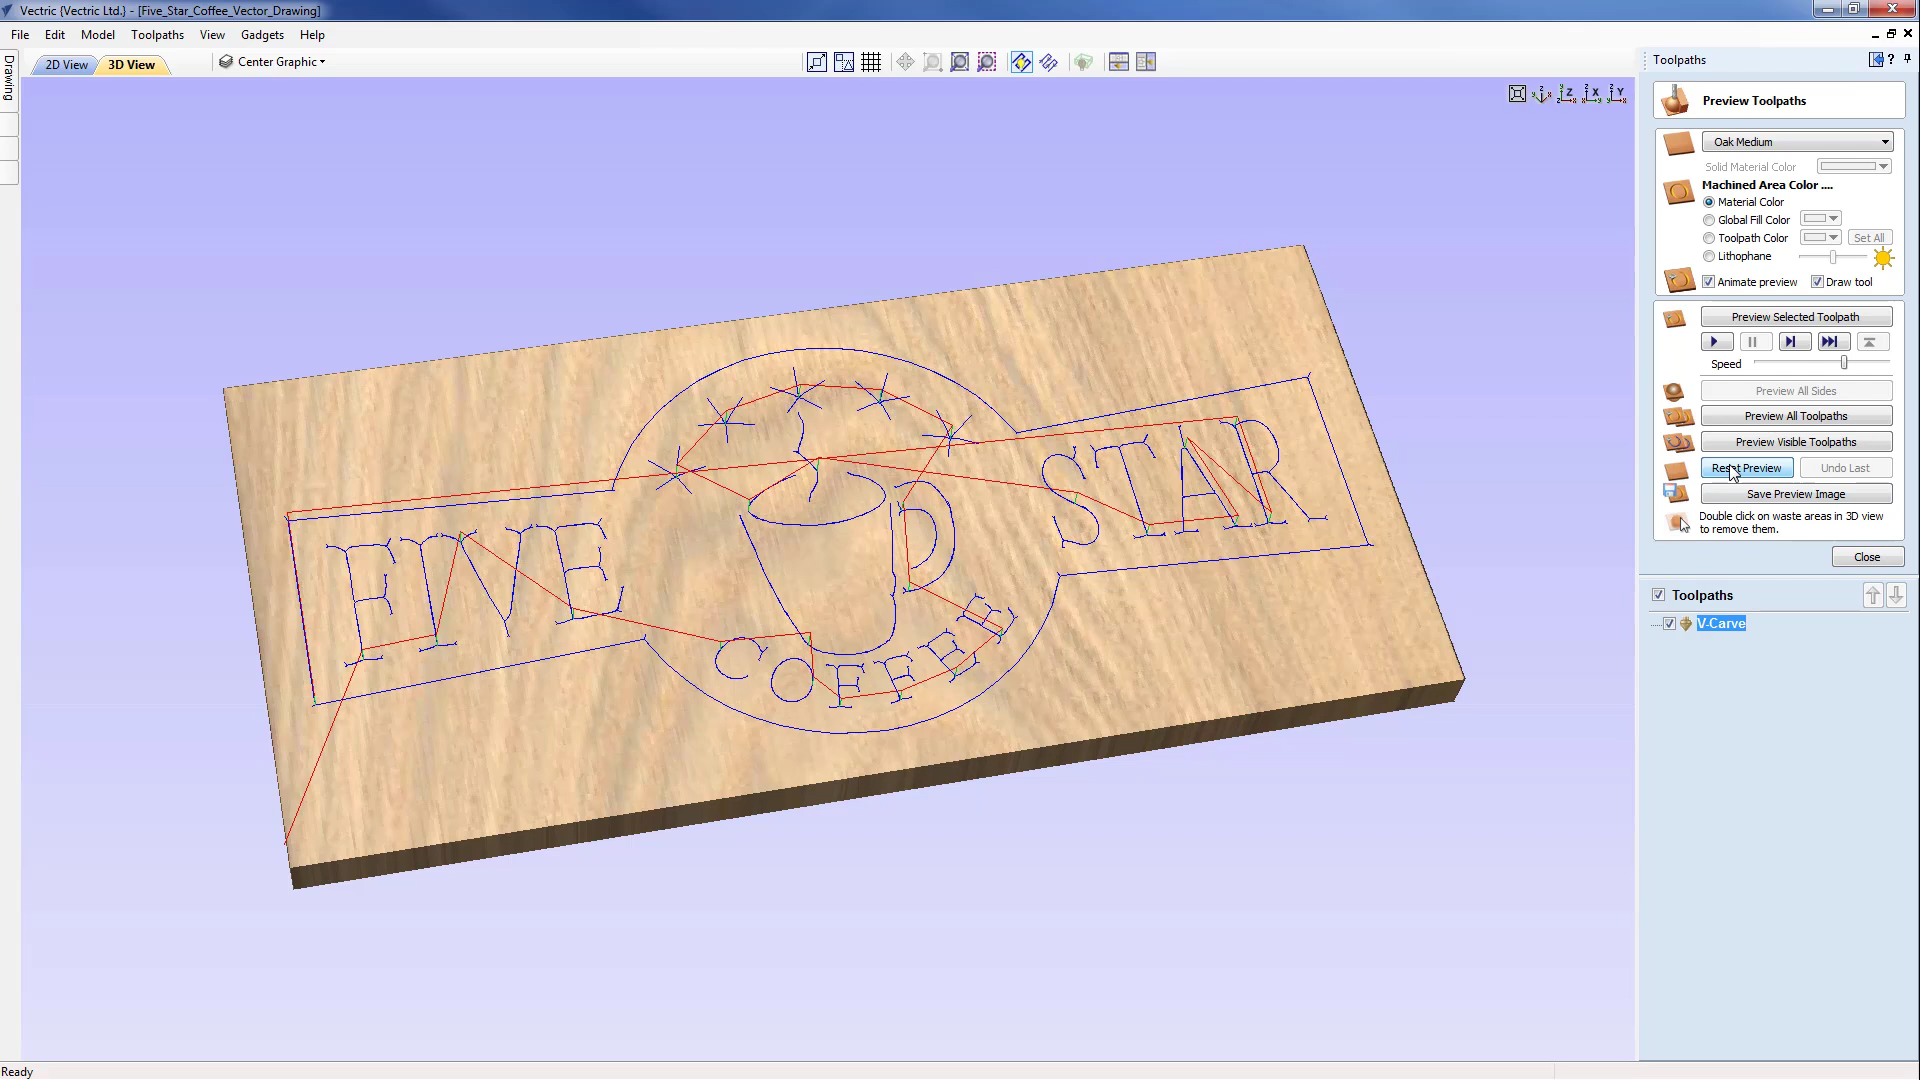 Vectric {Vectric Ltd.} - [Five_Star_Coffee_Vector_Drawing]
File Edit Model Toolpaths View Gadgets Help
Drawing
2D View 3D View Center Graphic
Toolpaths
Preview Toolpaths
Oak Medium
Solid Material Color
Machined Area Color ....
Material Color
Global Fill Color
Toolpath Color Set All
Lithophane
Animate preview Draw tool
Preview Selected Toolpath
Speed
Preview All Sides
Preview All Toolpaths
Preview Visible Toolpaths
Reset Preview Undo Last
Save Preview Image
Double click on waste areas in 3D view
to remove them.
Close
Toolpaths
V-Carve
FIVE STAR
COFFEE
Z X Y
Ready